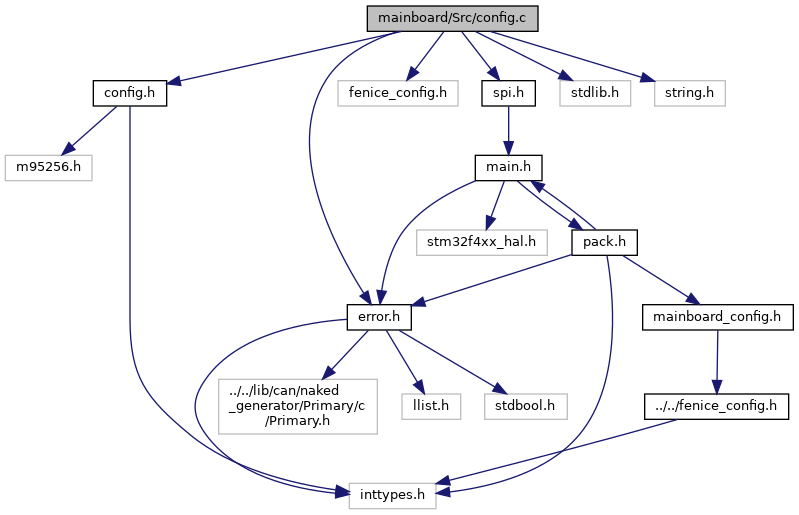 mainboard/Src/config.c
config.h
fenice_config.h
spi.h
stdlib.h
string.h
m95256.h
main.h
stm32f4xx_hal.h
pack.h
error.h
mainboard_config.h
../../lib/can/naked
_generator/Primary/c
/Primary.h
llist.h
stdbool.h
../../fenice_config.h
inttypes.h